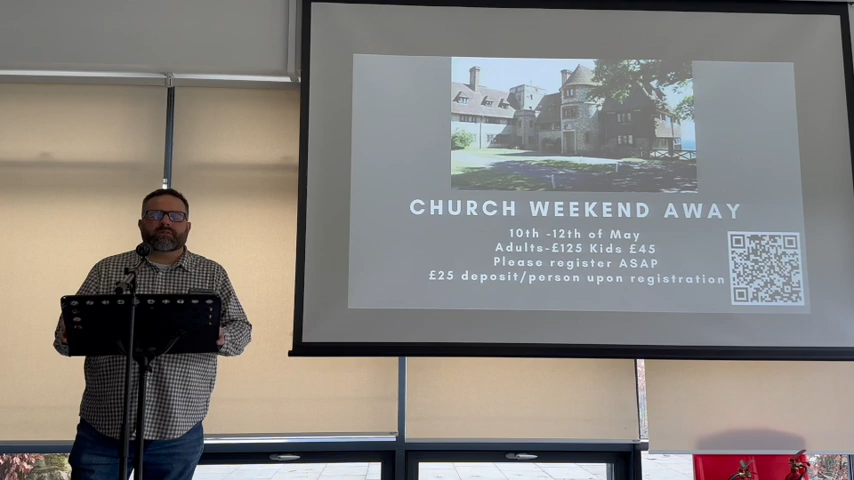 CHURCH WEEKEND AWAY
10th -12th of May
Adults-£125 Kids £45
Please register ASAP
£25 deposit/person upon registration